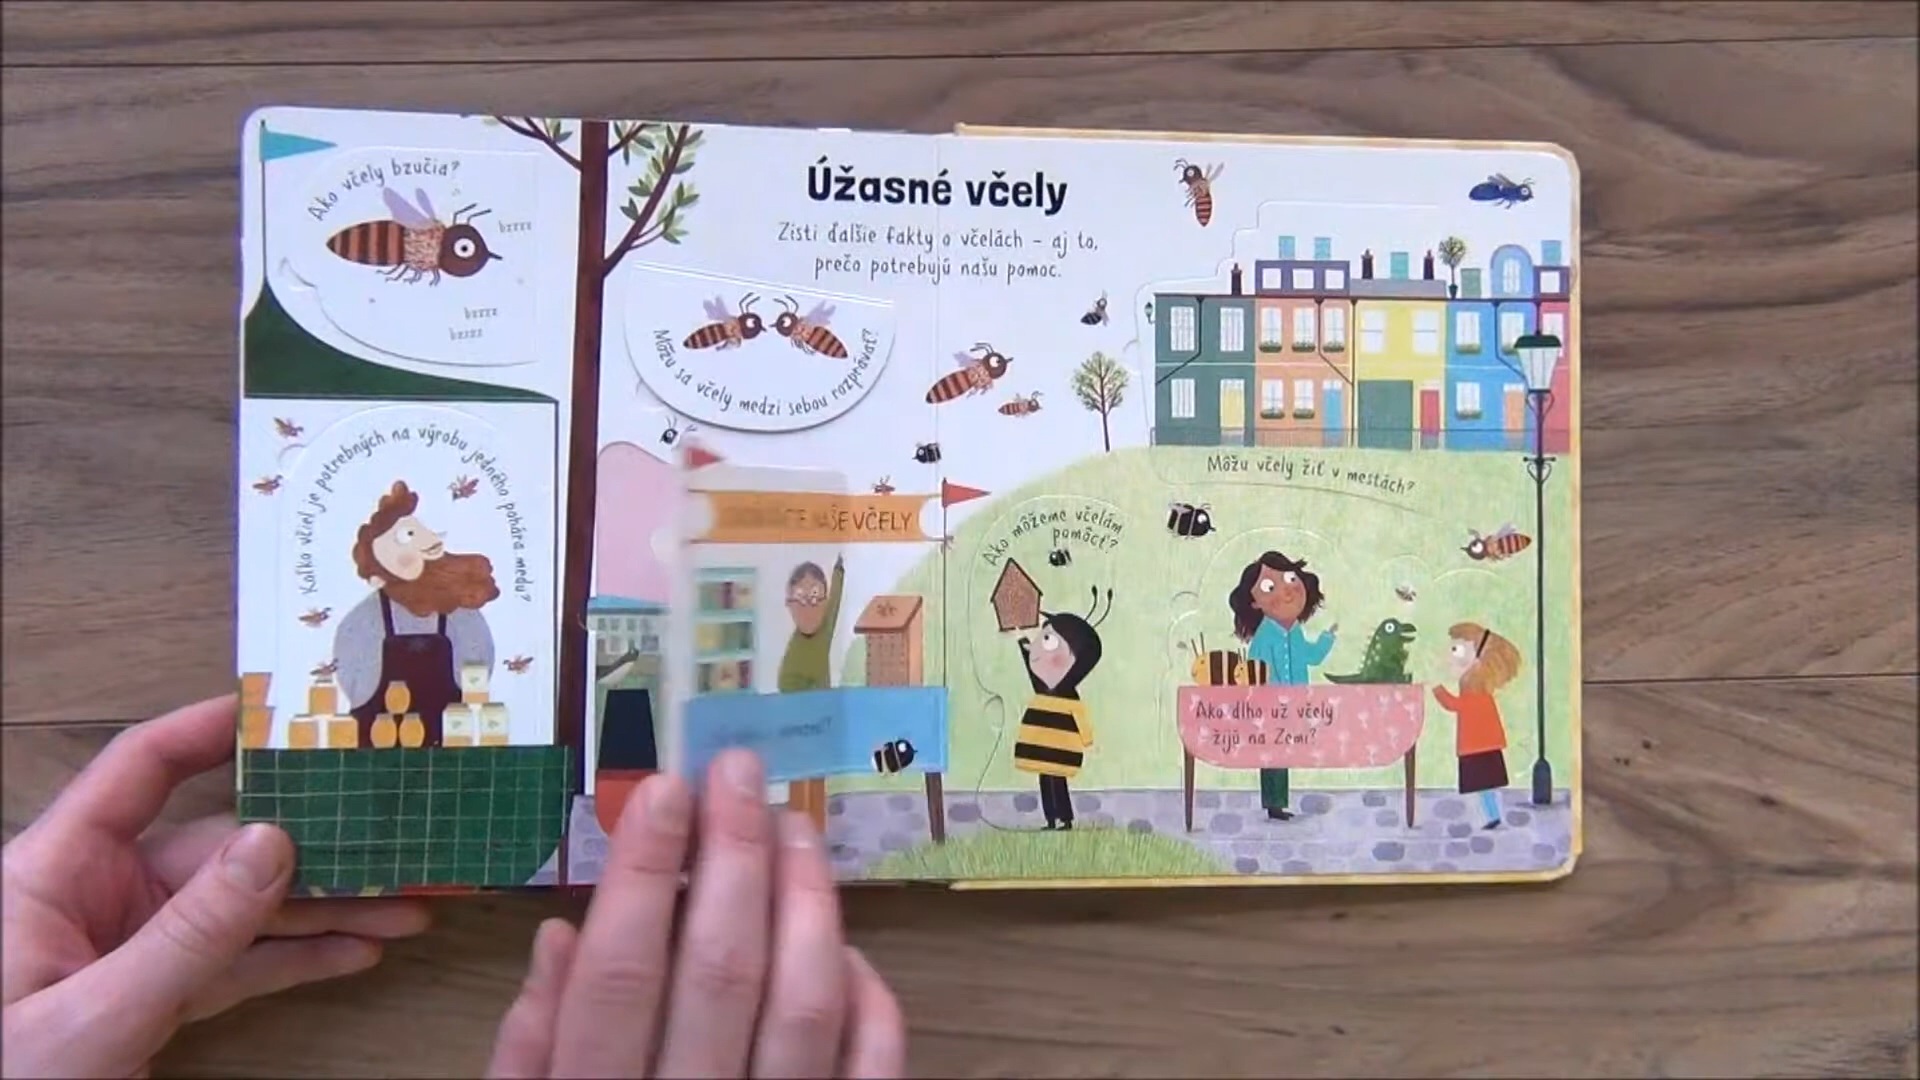 Úžasné včely
Zisti ďalšie fakty o včelách – aj to,
prečo potrebujú našu pomoc.
Ako včely bzučia?
bzzzz
bzzzz
bzzzz
Môžu sa včely medzi sebou rozprávať?
Koľko včiel je potrebných na výrobu jedného pohára medu?
NAŠE VČELY
Ako môžeme včelám
pomôcť?
Môžu včely žiť v mestách?
Ako dlho už včely
žijú na Zemi?